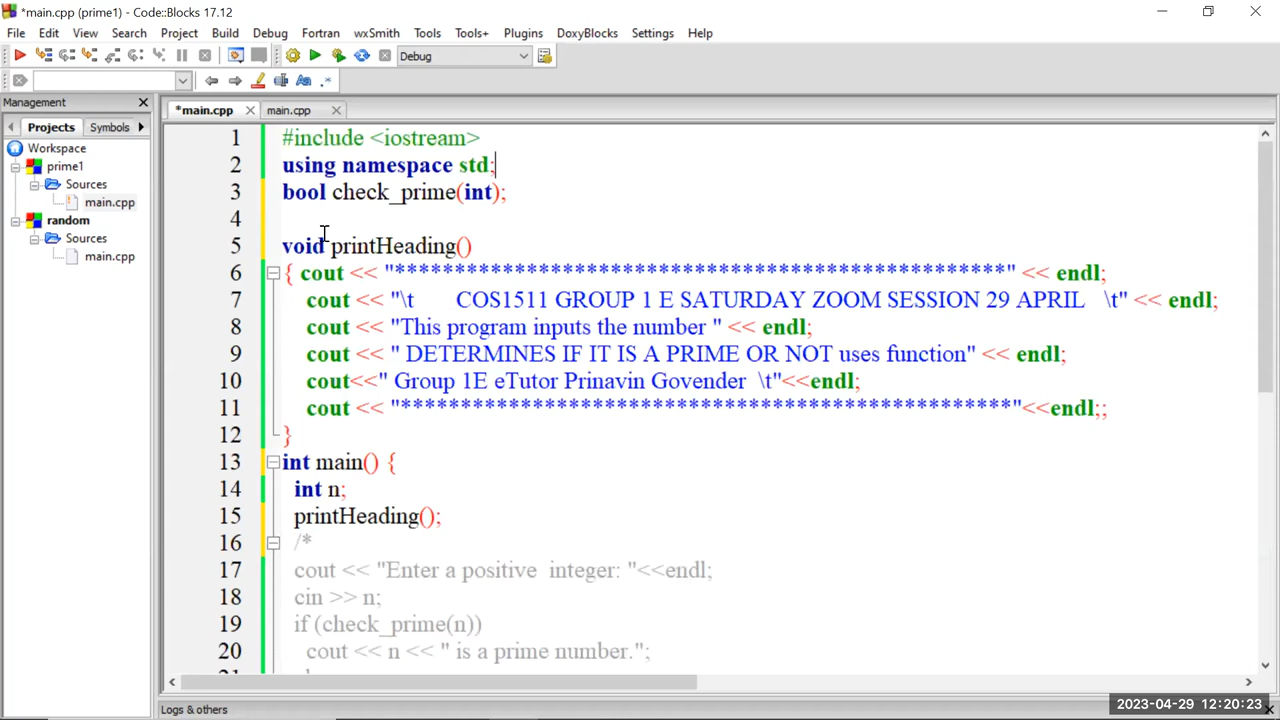 *main.cpp (prime1) - Code::Blocks 17.12
File Edit View Search Project Build Debug Fortran wxSmith Tools Tools+ Plugins DoxyBlocks Settings Help
Debug
Management
*main.cpp main.cpp
Projects Symbols
Workspace
prime1
Sources
main.cpp
random
Sources
main.cpp
1 #include <iostream>
2 using namespace std;
3 bool check_prime(int);
4
5 void printHeading()
6 { cout << "***************************************************" << endl;
7 cout << "\t COS1511 GROUP 1 E SATURDAY ZOOM SESSION 29 APRIL \t" << endl;
8 cout << "This program inputs the number " << endl;
9 cout << " DETERMINES IF IT IS A PRIME OR NOT uses function" << endl;
10 cout<<" Group 1E eTutor Prinavin Govender \t"<<endl;
11 cout << "***************************************************"<<endl;;
12 }
13 int main() {
14 int n;
15 printHeading();
16 /*
17 cout << "Enter a positive  integer: "<<endl;
18 cin >> n;
19 if (check_prime(n))
20 cout << n << " is a prime number.";
Logs & others
2023-04-29 12:20:23